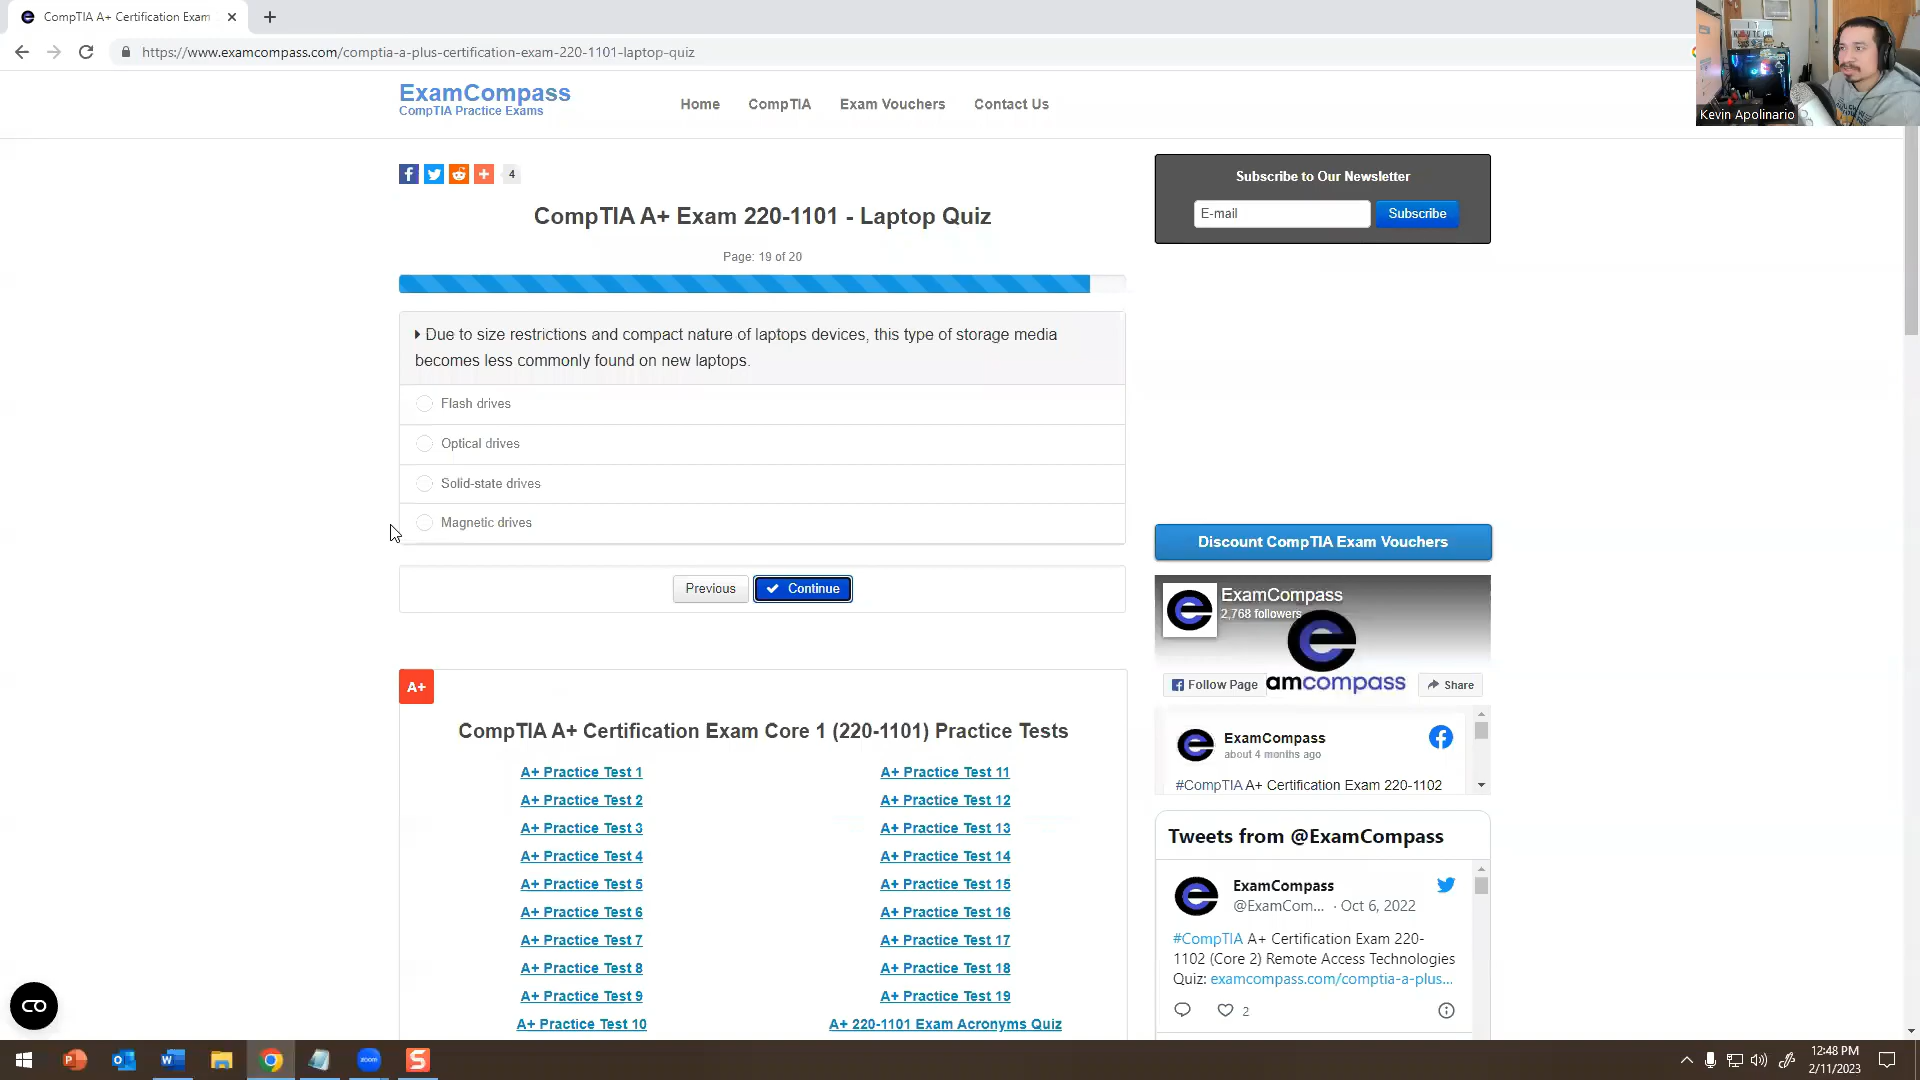 CompTIA A+ Certification Exam
https://www.examcompass.com/comptia-a-plus-certification-exam-220-1101-laptop-quiz
Kevin Apolinario
ExamCompass
CompTIA Practice Exams
Home
CompTIA
Exam Vouchers
Contact Us
4
CompTIA A+ Exam 220-1101 - Laptop Quiz
Page: 19 of 20
Due to size restrictions and compact nature of laptops devices, this type of storage media
becomes less commonly found on new laptops.
Flash drives
Optical drives
Solid-state drives
Magnetic drives
Previous
Continue
A+
CompTIA A+ Certification Exam Core 1 (220-1101) Practice Tests
A+ Practice Test 1
A+ Practice Test 2
A+ Practice Test 3
A+ Practice Test 4
A+ Practice Test 5
A+ Practice Test 6
A+ Practice Test 7
A+ Practice Test 8
A+ Practice Test 9
A+ Practice Test 10
A+ Practice Test 11
A+ Practice Test 12
A+ Practice Test 13
A+ Practice Test 14
A+ Practice Test 15
A+ Practice Test 16
A+ Practice Test 17
A+ Practice Test 18
A+ Practice Test 19
A+ 220-1101 Exam Acronyms Quiz
Subscribe to Our Newsletter
E-mail
Subscribe
Discount CompTIA Exam Vouchers
ExamCompass
2,768 followers
Follow Page
amcompass
Share
ExamCompass
about 4 months ago
#CompTIA A+ Certification Exam 220-1102
Tweets from @ExamCompass
ExamCompass
@ExamCom... · Oct 6, 2022
#CompTIA A+ Certification Exam 220-
1102 (Core 2) Remote Access Technologies
Quiz: examcompass.com/comptia-a-plus...
2
12:48 PM
2/11/2023
zoom